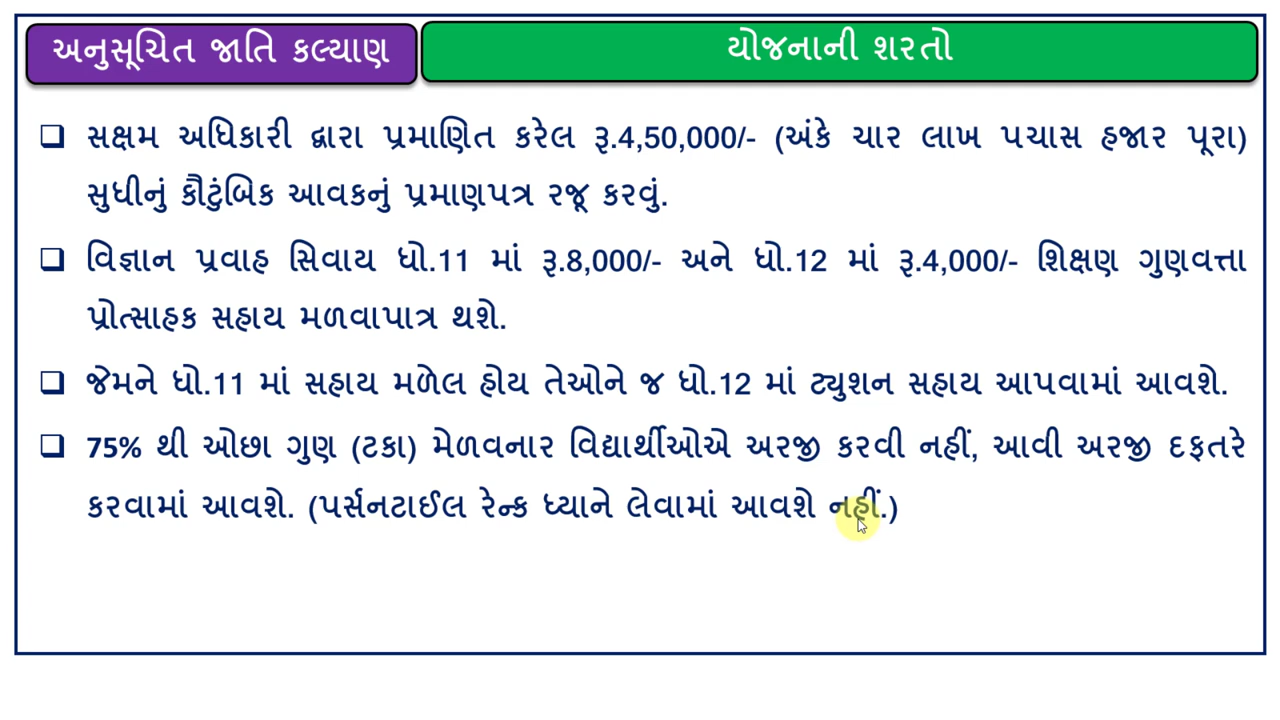 અનુસૂચિત જાતિ કલ્યાણ
યોજનાની શરતો
સક્ષમ અધિકારી દ્વારા પ્રમાણિત કરેલ રૂ.4,50,000/- (અંકે ચાર લાખ પચાસ હજાર પૂરા)
સુધીનું કૌટુંબિક આવકનું પ્રમાણપત્ર રજૂ કરવું.
વિજ્ઞાન પ્રવાહ સિવાય ધો.11 માં રૂ.8,000/- અને ધો.12 માં રૂ.4,000/- શિક્ષણ ગુણવત્તા
પ્રોત્સાહક સહાય મળવાપાત્ર થશે.
જેમને ધો.11 માં સહાય મળેલ હોય તેઓને જ ધો.12 માં ટ્યુશન સહાય આપવામાં આવશે.
75% થી ઓછા ગુણ (ટકા) મેળવનાર વિદ્યાર્થીઓએ અરજી કરવી નહીં, આવી અરજી દફતરે
કરવામાં આવશે. (પર્સનટાઈલ રેન્ક ધ્યાને લેવામાં આવશે નહીં.)